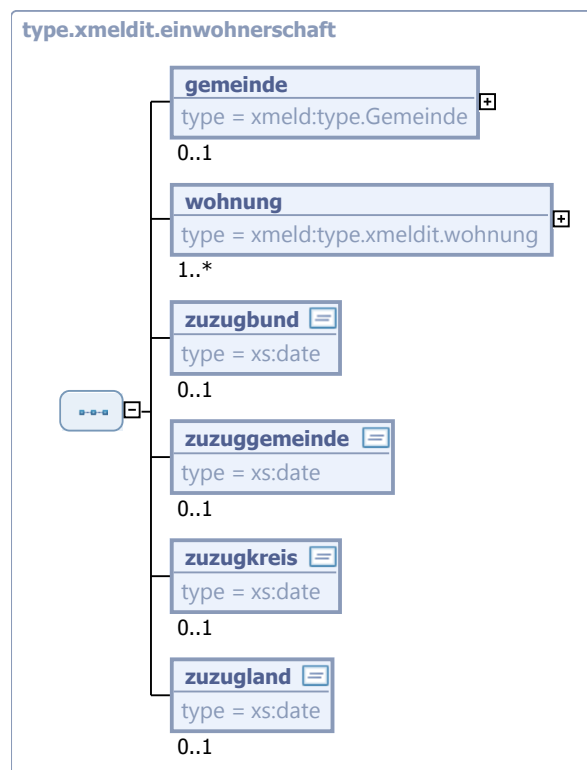 type.xmeldit.einwohnerschaft
gemeinde
type = xmeld:type.Gemeinde
0..1
wohnung
type = xmeld:type.xmeldit.wohnung
1..*
zuzugbund
type = xs:date
0..1
zuzuggemeinde
type = xs:date
0..1
zuzugkreis
type = xs:date
0..1
zuzugland
type = xs:date
0..1